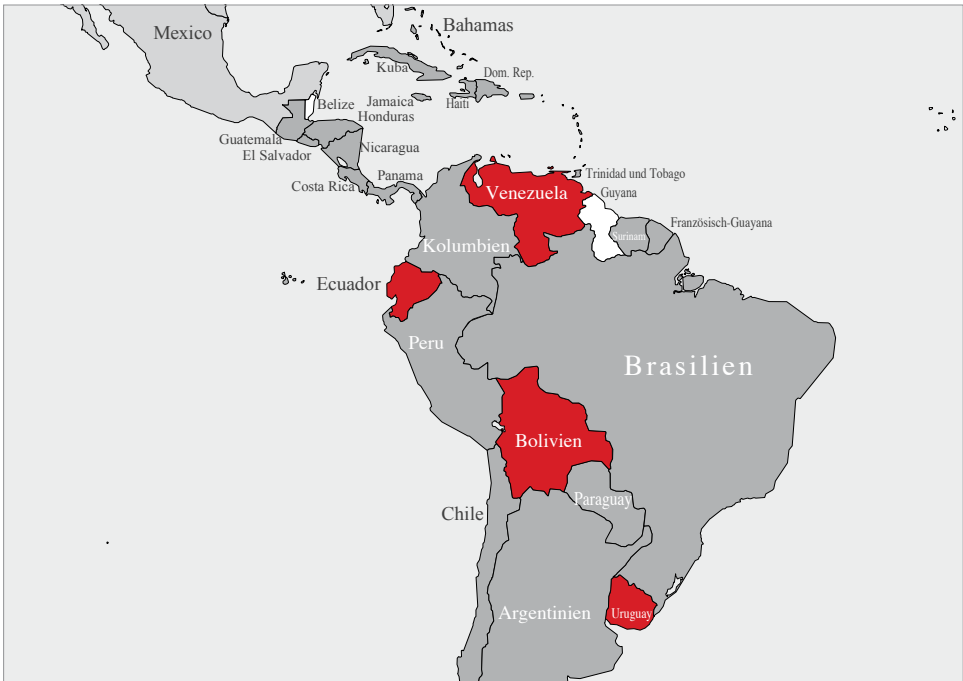 Mexico
Bahamas
Kuba
Dom. Rep.
Haiti
Belize
Jamaica
Honduras
Guatemala
El Salvador
Nicaragua
Costa Rica
Panama
Trinidad und Tobago
Venezuela
Guyana
Französisch-Guayana
Surinam
Kolumbien
Ecuador
Peru
Brasilien
Bolivien
Paraguay
Chile
Argentinien
Uruguay